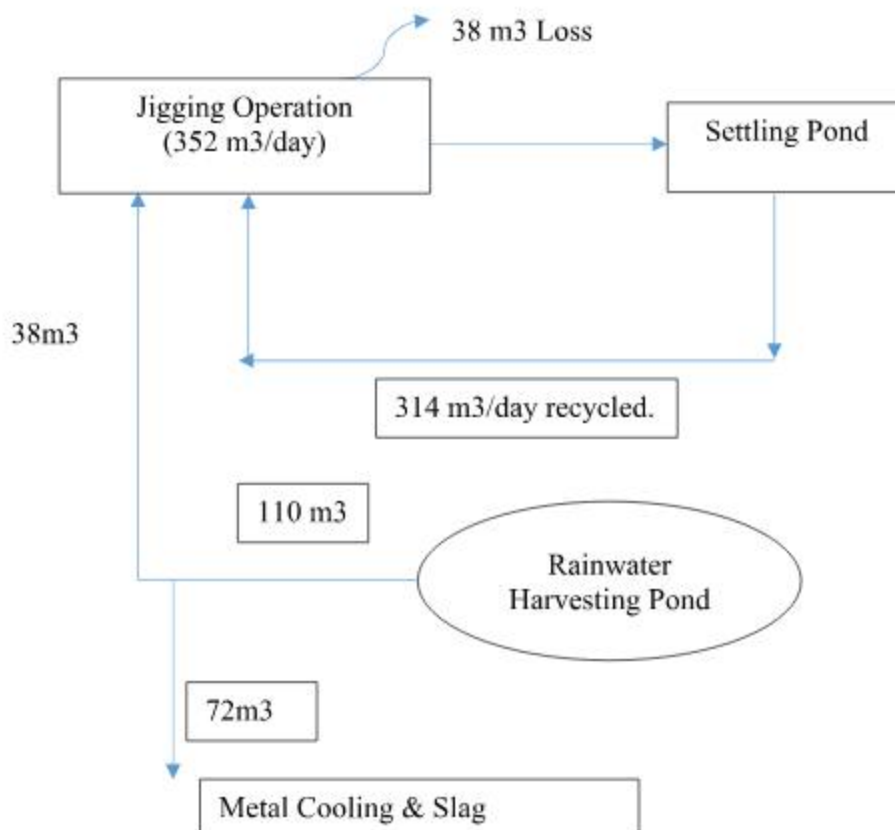 38 m3 Loss
Jigging Operation
(352 m3/day)
Settling Pond
38m3
314 m3/day recycled.
110 m3
Rainwater
Harvesting Pond
72m3
Metal Cooling & Slag